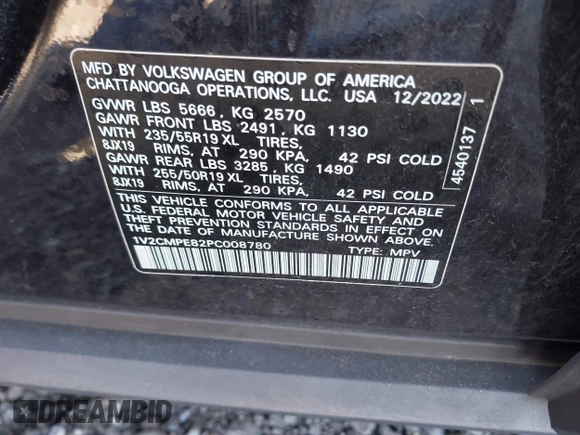 MFD BY VOLKSWAGEN GROUP OF AMERICA
CHATTANOOGA OPERATIONS, LLC. USA 12/2022
GVWR LBS 5666, KG 2570
GAWR FRONT LBS 2491, KG 1130
WITH 235/55R19 XL TIRES,
8JX19 RIMS, AT 290 KPA, 42 PSI COLD
GAWR REAR LBS 3285, KG 1490
WITH 255/50R19 XL TIRES,
8JX19 RIMS, AT 290 KPA, 42 PSI COLD
THIS VEHICLE CONFORMS TO ALL APPLICABLE
U.S. FEDERAL MOTOR VEHICLE SAFETY AND
THEFT PREVENTION STANDARDS IN EFFECT ON
THE DATE OF MANUFACTURE SHOWN ABOVE.
1V2CMPE82PC008780 TYPE: MPV
4540137 1
DREAMBID